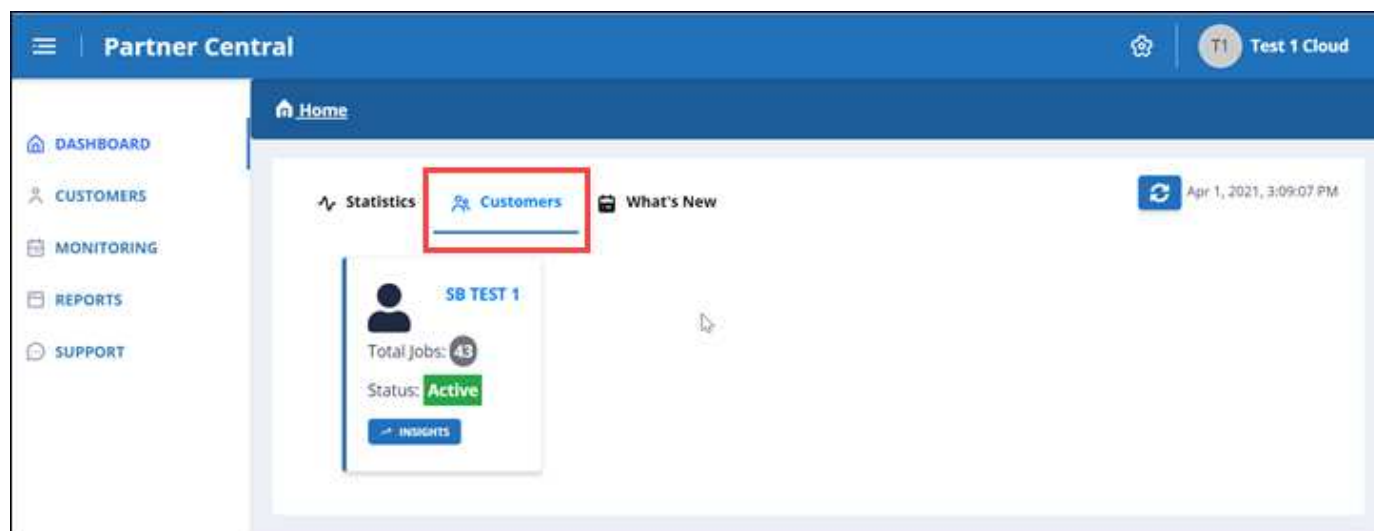 Partner Central
T1 Test 1 Cloud
Home
DASHBOARD
CUSTOMERS
MONITORING
REPORTS
SUPPORT
Statistics Customers What's New
Apr 1, 2021, 3:09:07 PM
SB TEST 1
Total Jobs: 43
Status: Active
INSIGHTS